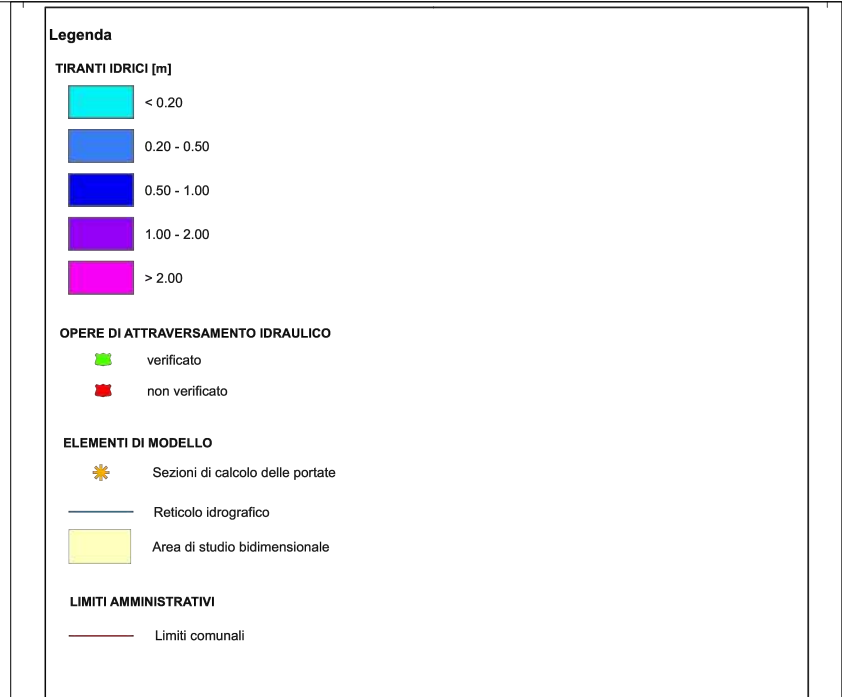 Legenda
TIRANTI IDRICI [m]
< 0.20
0.20 - 0.50
0.50 - 1.00
1.00 - 2.00
> 2.00
OPERE DI ATTRAVERSAMENTO IDRAULICO
verificato
non verificato
ELEMENTI DI MODELLO
Sezioni di calcolo delle portate
Reticolo idrografico
Area di studio bidimensionale
LIMITI AMMINISTRATIVI
Limiti comunali